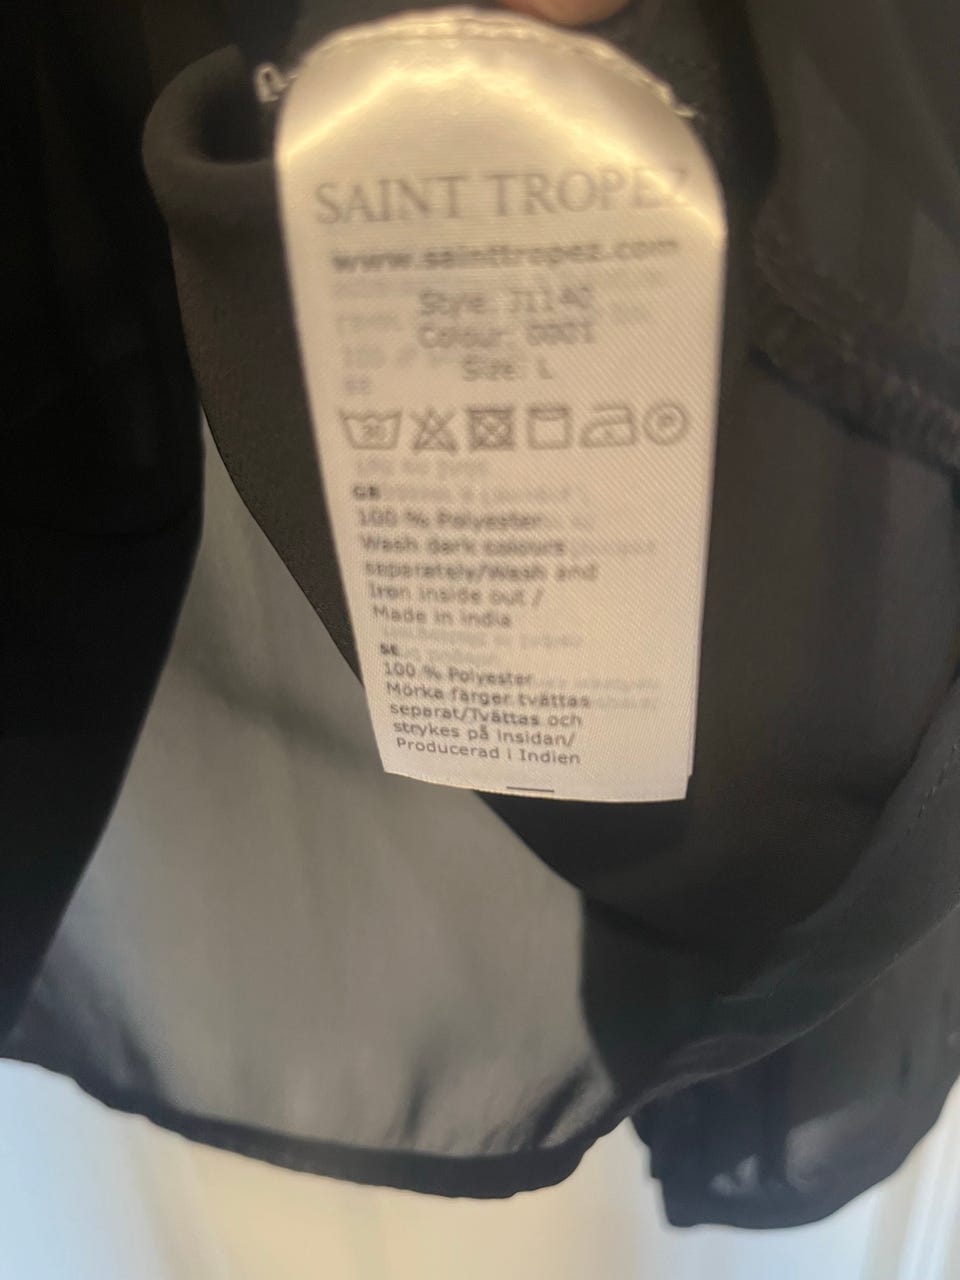 SAINT TROPEZ
www.sainttropez.com
Style: J1140
Colour: 0001
Size: L
P
GB
100 % Polyester
Wash dark colours
separately/Wash and
Iron inside out /
Made in India
SE
100 % Polyester
Mörka färger tvättas
separat/Tvättas och
strykes på insidan/
Producerad i Indien